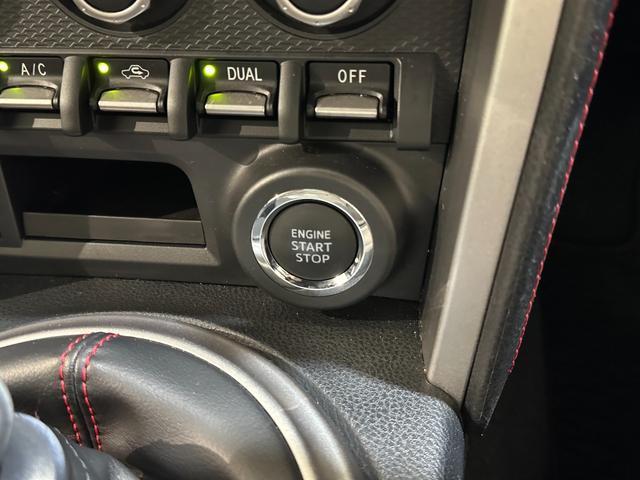 A/C
DUAL
OFF
ENGINE
START
STOP